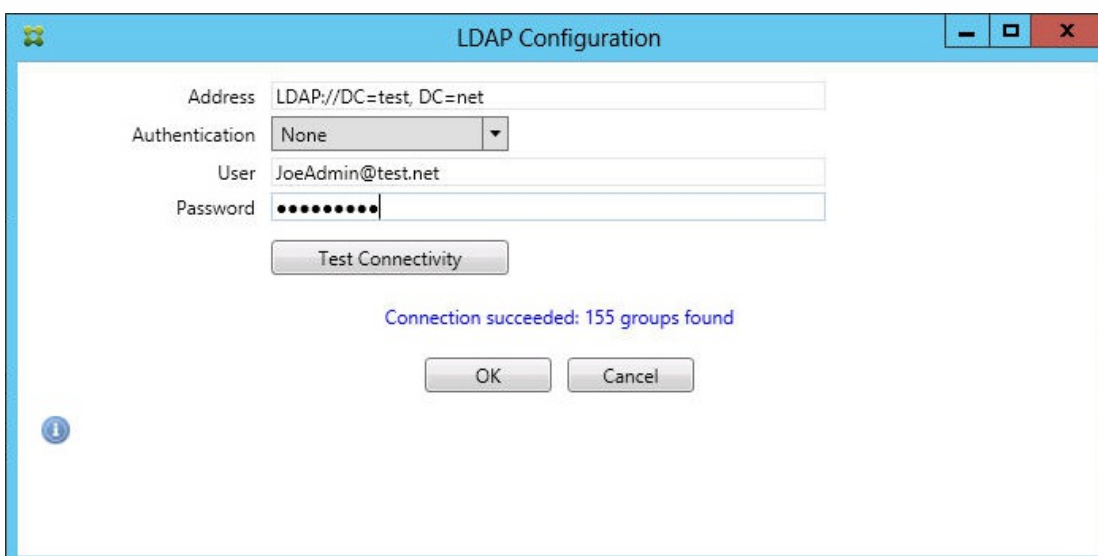 LDAP Configuration
Address LDAP://DC=test, DC=net
Authentication None
User JoeAdmin@test.net
Password •••••••••
Test Connectivity
Connection succeeded: 155 groups found
OK Cancel